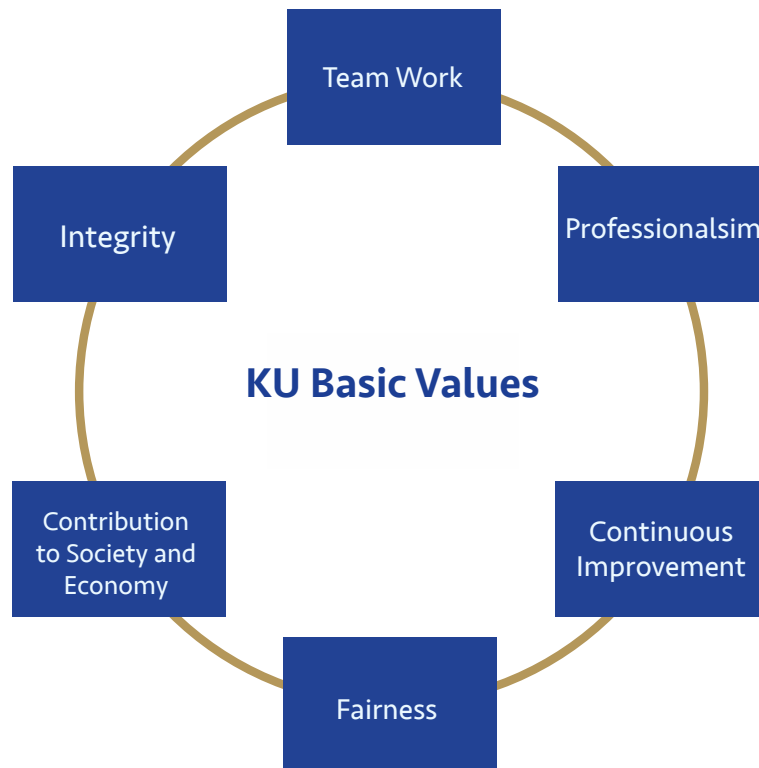 Team Work
Integrity
Professionalsim
KU Basic Values
Contribution
to Society and
Economy
Continuous
Improvement
Fairness